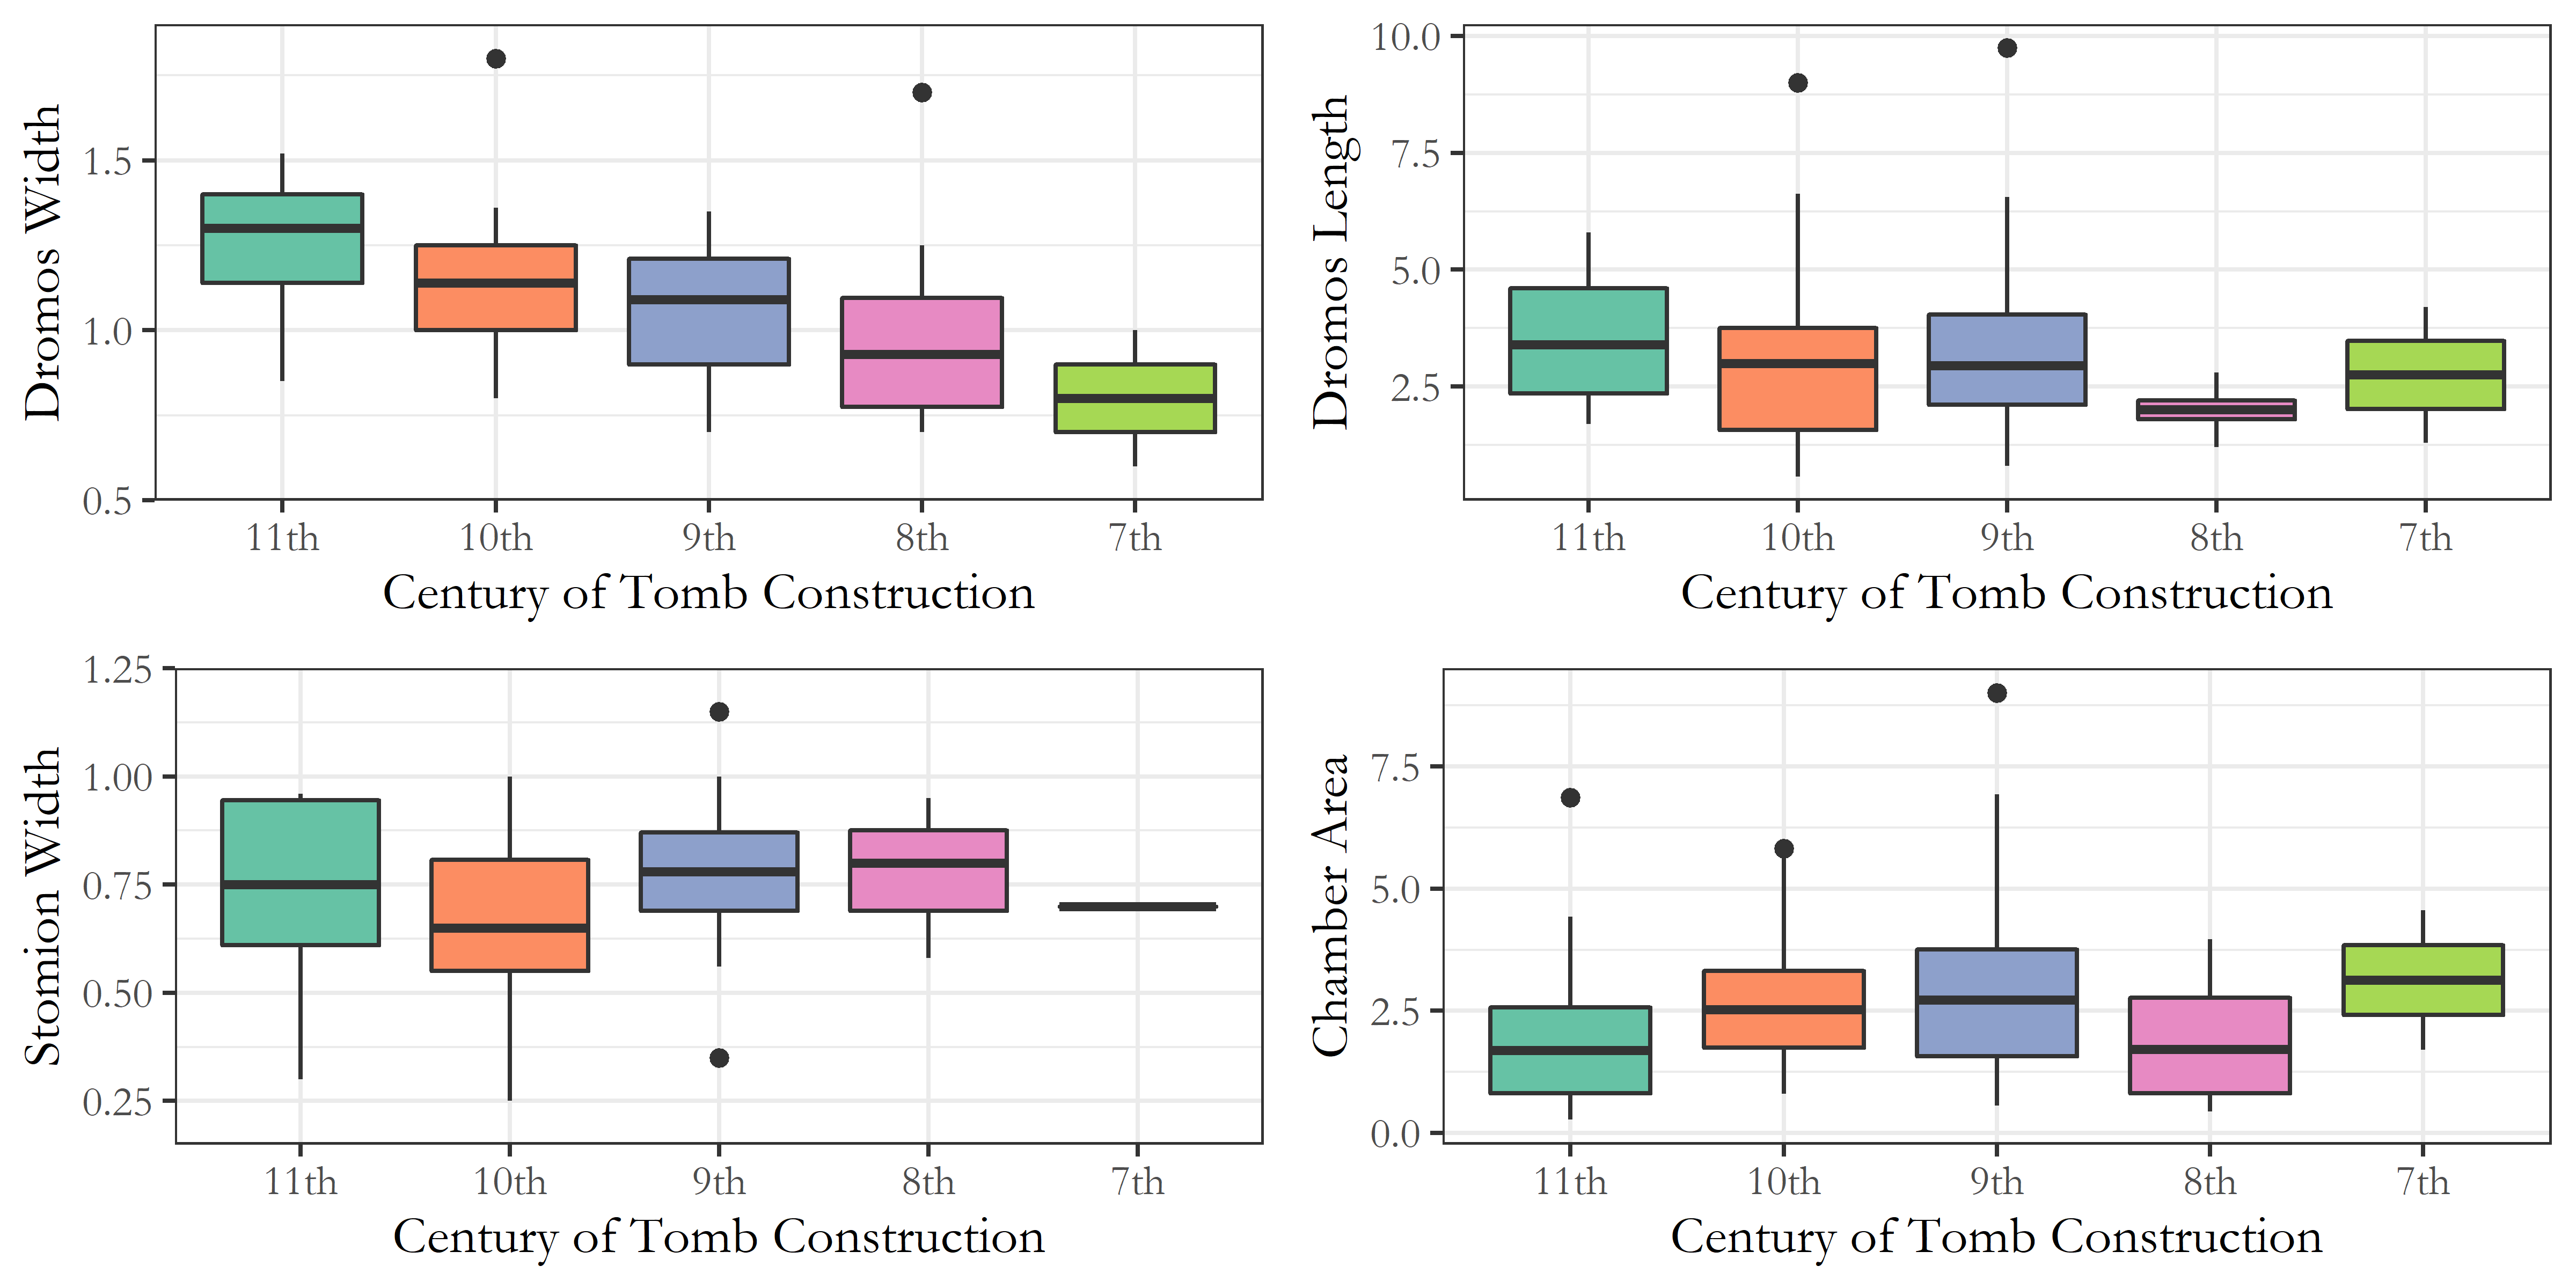 Dromos Width
1.5
1.0
0.5
11th 10th 9th 8th 7th
Century of Tomb Construction
Dromos Length
10.0
7.5
5.0
2.5
11th 10th 9th 8th 7th
Century of Tomb Construction
Stomion Width
1.25
1.00
0.75
0.50
0.25
11th 10th 9th 8th 7th
Century of Tomb Construction
Chamber Area
7.5
5.0
2.5
0.0
11th 10th 9th 8th 7th
Century of Tomb Construction